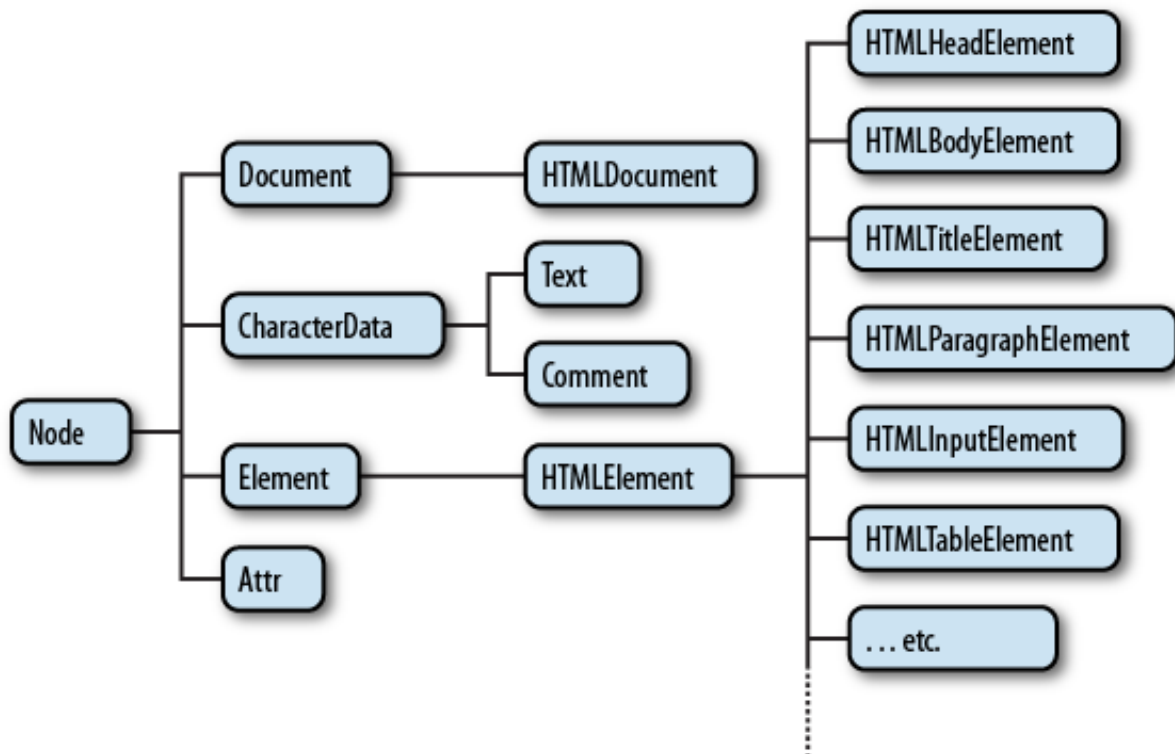 Node
Document
CharacterData
Element
Attr
HTMLDocument
Text
Comment
HTMLElement
HTMLHeadElement
HTMLBodyElement
HTMLTitleElement
HTMLParagraphElement
HTMLInputElement
HTMLTableElement
. . . etc.